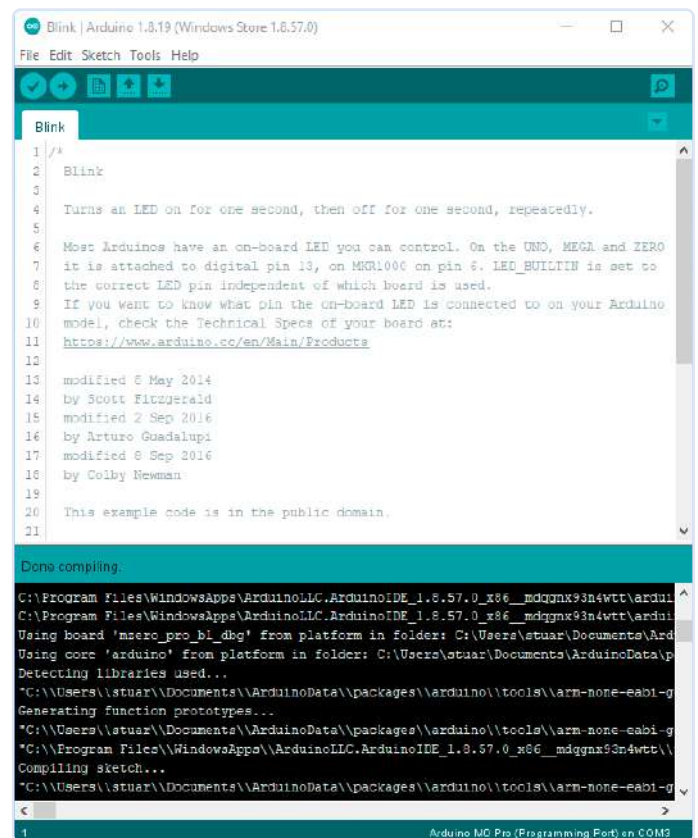 Blink | Arduino 1.8.19 (Windows Store 1.8.57.0)
File Edit Sketch Tools Help
Blink
1 /*
2 Blink
3
4 Turns an LED on for one second, then off for one second, repeatedly.
5
6 Most Arduinos have an on-board LED you can control. On the UNO, MEGA and ZERO
7 it is attached to digital pin 13, on MKR1000 on pin 6. LED_BUILTIN is set to
8 the correct LED pin independent of which board is used.
9 If you want to know what pin the on-board LED is connected to on your Arduino
10 model, check the Technical Specs of your board at:
11 https://www.arduino.cc/en/Main/Products
12
13 modified 8 May 2014
14 by Scott Fitzgerald
15 modified 2 Sep 2016
16 by Arturo Guadalupi
17 modified 8 Sep 2016
18 by Colby Newman
19
20 This example code is in the public domain.
21
Done compiling.
C:\Program Files\WindowsApps\ArduinoLLC.ArduinoIDE_1.8.57.0_x86__mdqgnx93n4wtt\ardui
C:\Program Files\WindowsApps\ArduinoLLC.ArduinoIDE_1.8.57.0_x86__mdqgnx93n4wtt\ardui
Using board 'mzero_pro_bl_dbg' from platform in folder: C:\Users\stuar\Documents\Ard
Using core 'arduino' from platform in folder: C:\Users\stuar\Documents\ArduinoData\p
Detecting libraries used...
"C:\\Users\\stuar\\Documents\\ArduinoData\\packages\\arduino\\tools\\arm-none-eabi-g
Generating function prototypes...
"C:\\Users\\stuar\\Documents\\ArduinoData\\packages\\arduino\\tools\\arm-none-eabi-g
"C:\\Program Files\\WindowsApps\\ArduinoLLC.ArduinoIDE_1.8.57.0_x86__mdqgnx93n4wtt\\
Compiling sketch...
"C:\\Users\\stuar\\Documents\\ArduinoData\\packages\\arduino\\tools\\arm-none-eabi-g
1 Arduino M0 Pro (Programming Port) on COM3